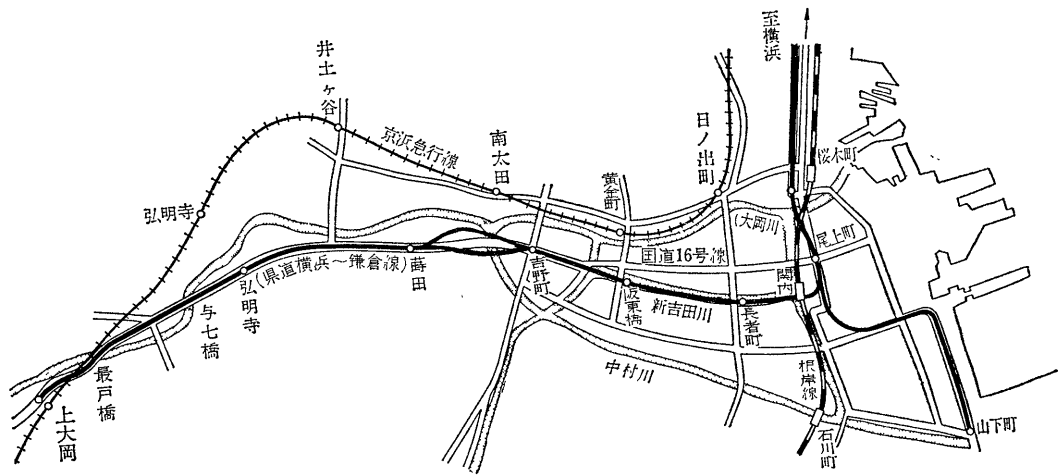 至横浜
井土ヶ谷
京浜急行線
南太田
日ノ出町
黄金町
桜木町
弘明寺
(大岡川
尾上町
国道16号線
関内
(県道横浜〜鎌倉線)
蒔田
吉野町
阪東橋
新吉田川
長者町
弘明寺
与七橋
中村川
根岸線
最戸橋
上大岡
石川町
山下町